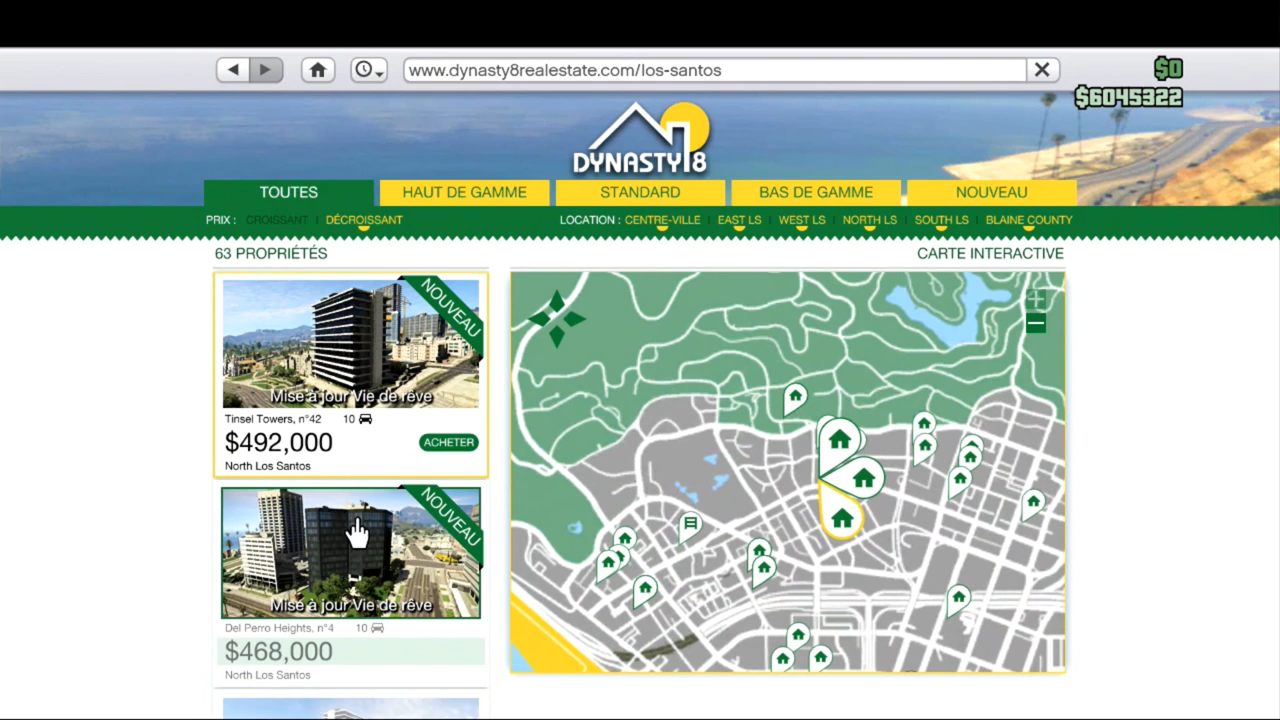 www.dynasty8realestate.com/los-santos
$0
$6045322
DYNASTY 8
TOUTES
HAUT DE GAMME
STANDARD
BAS DE GAMME
NOUVEAU
PRIX : CROISSANT | DÉCROISSANT
LOCATION : CENTRE-VILLE | EAST LS | WEST LS | NORTH LS | SOUTH LS | BLAINE COUNTY
63 PROPRIÉTÉS
CARTE INTERACTIVE
NOUVEAU
Mise à jour Vie de rêve
Tinsel Towers, n°42 10
$492,000
ACHETER
North Los Santos
NOUVEAU
Mise à jour Vie de rêve
Del Perro Heights, n°4 10
$468,000
North Los Santos